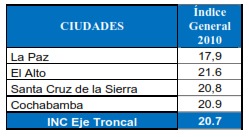 CIUDADES Índice General 2010
La Paz 17,9
El Alto 21.6
Santa Cruz de la Sierra 20,8
Cochabamba 20.9
INC Eje Troncal 20.7